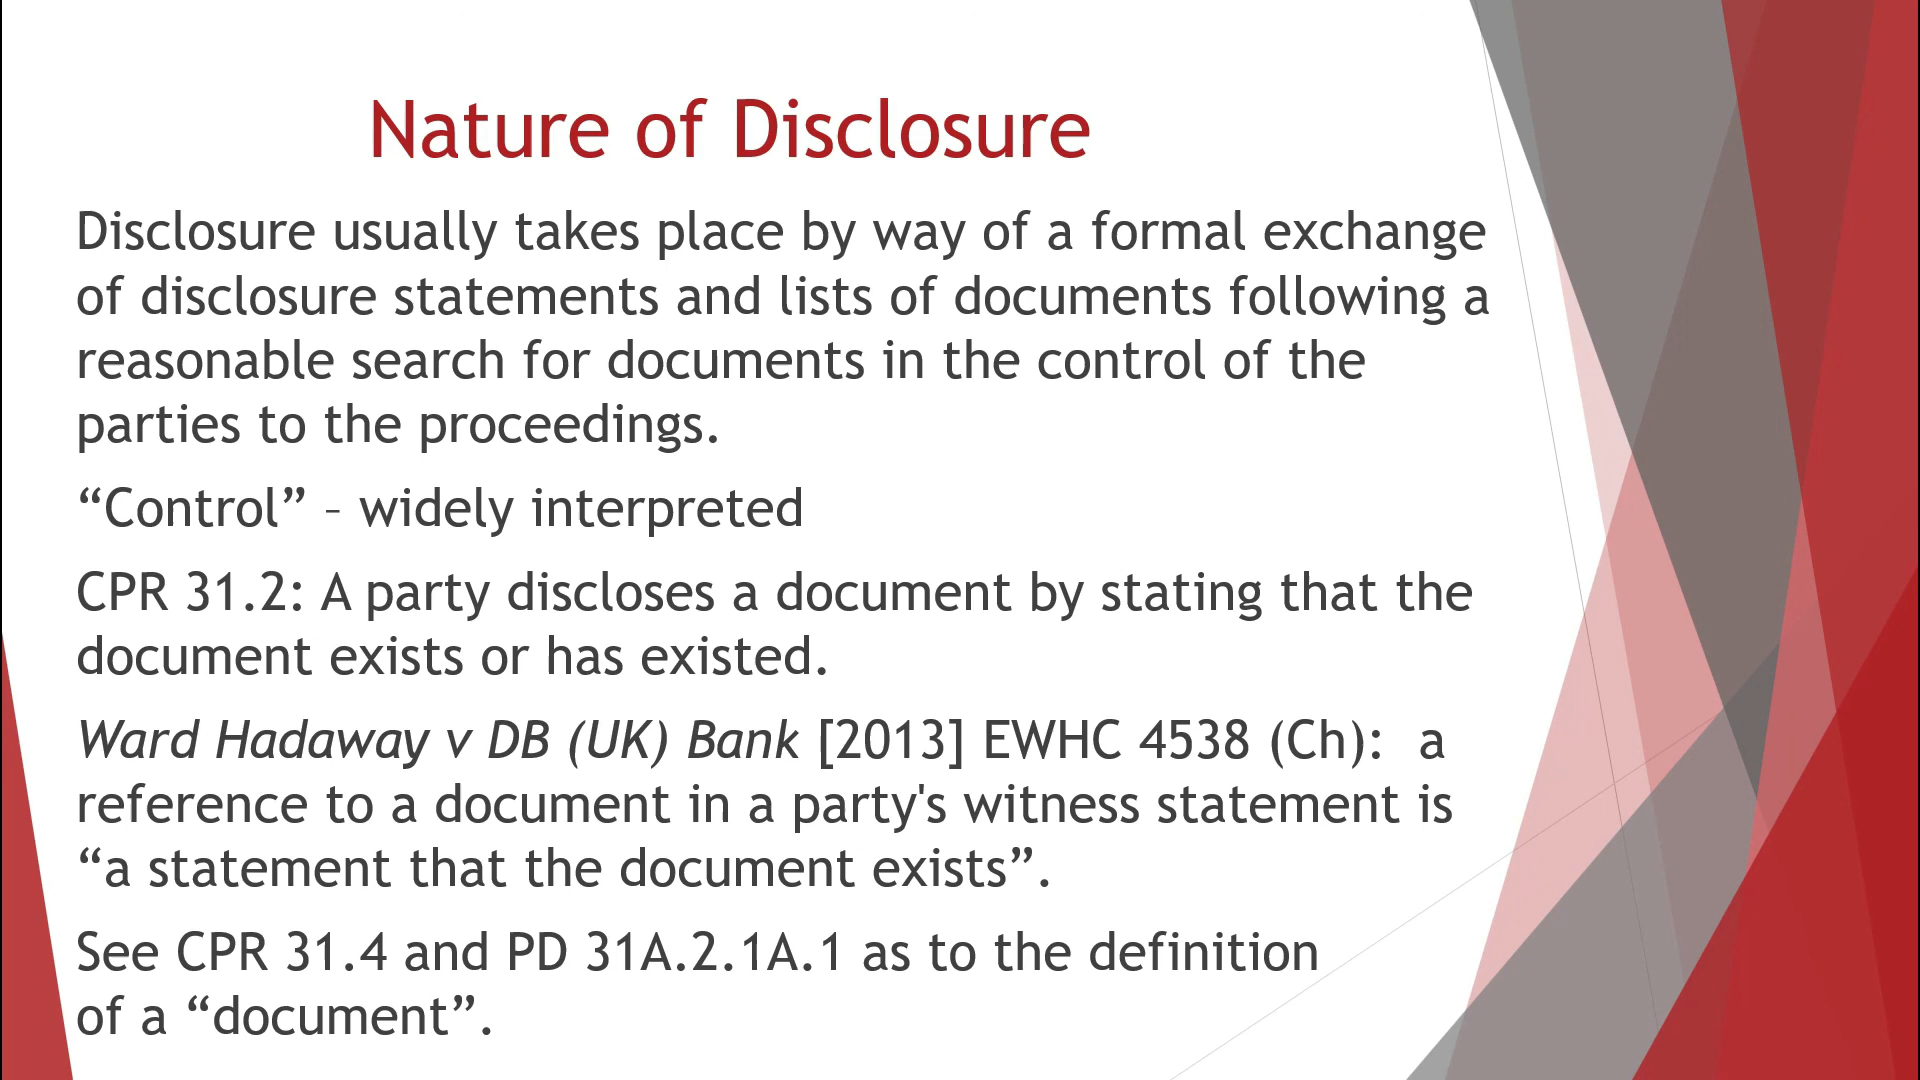 Nature of Disclosure
Disclosure usually takes place by way of a formal exchange
of disclosure statements and lists of documents following a
reasonable search for documents in the control of the
parties to the proceedings.
“Control” – widely interpreted
CPR 31.2: A party discloses a document by stating that the
document exists or has existed.
Ward Hadaway v DB (UK) Bank [2013] EWHC 4538 (Ch):  a
reference to a document in a party's witness statement is
“a statement that the document exists”.
See CPR 31.4 and PD 31A.2.1A.1 as to the definition
of a “document”.